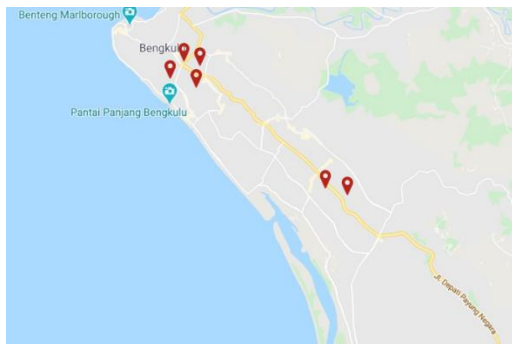 Benteng Marlborough
Bengkulu
Pantai Panjang Bengkulu
Jl. Depati Payung Negara